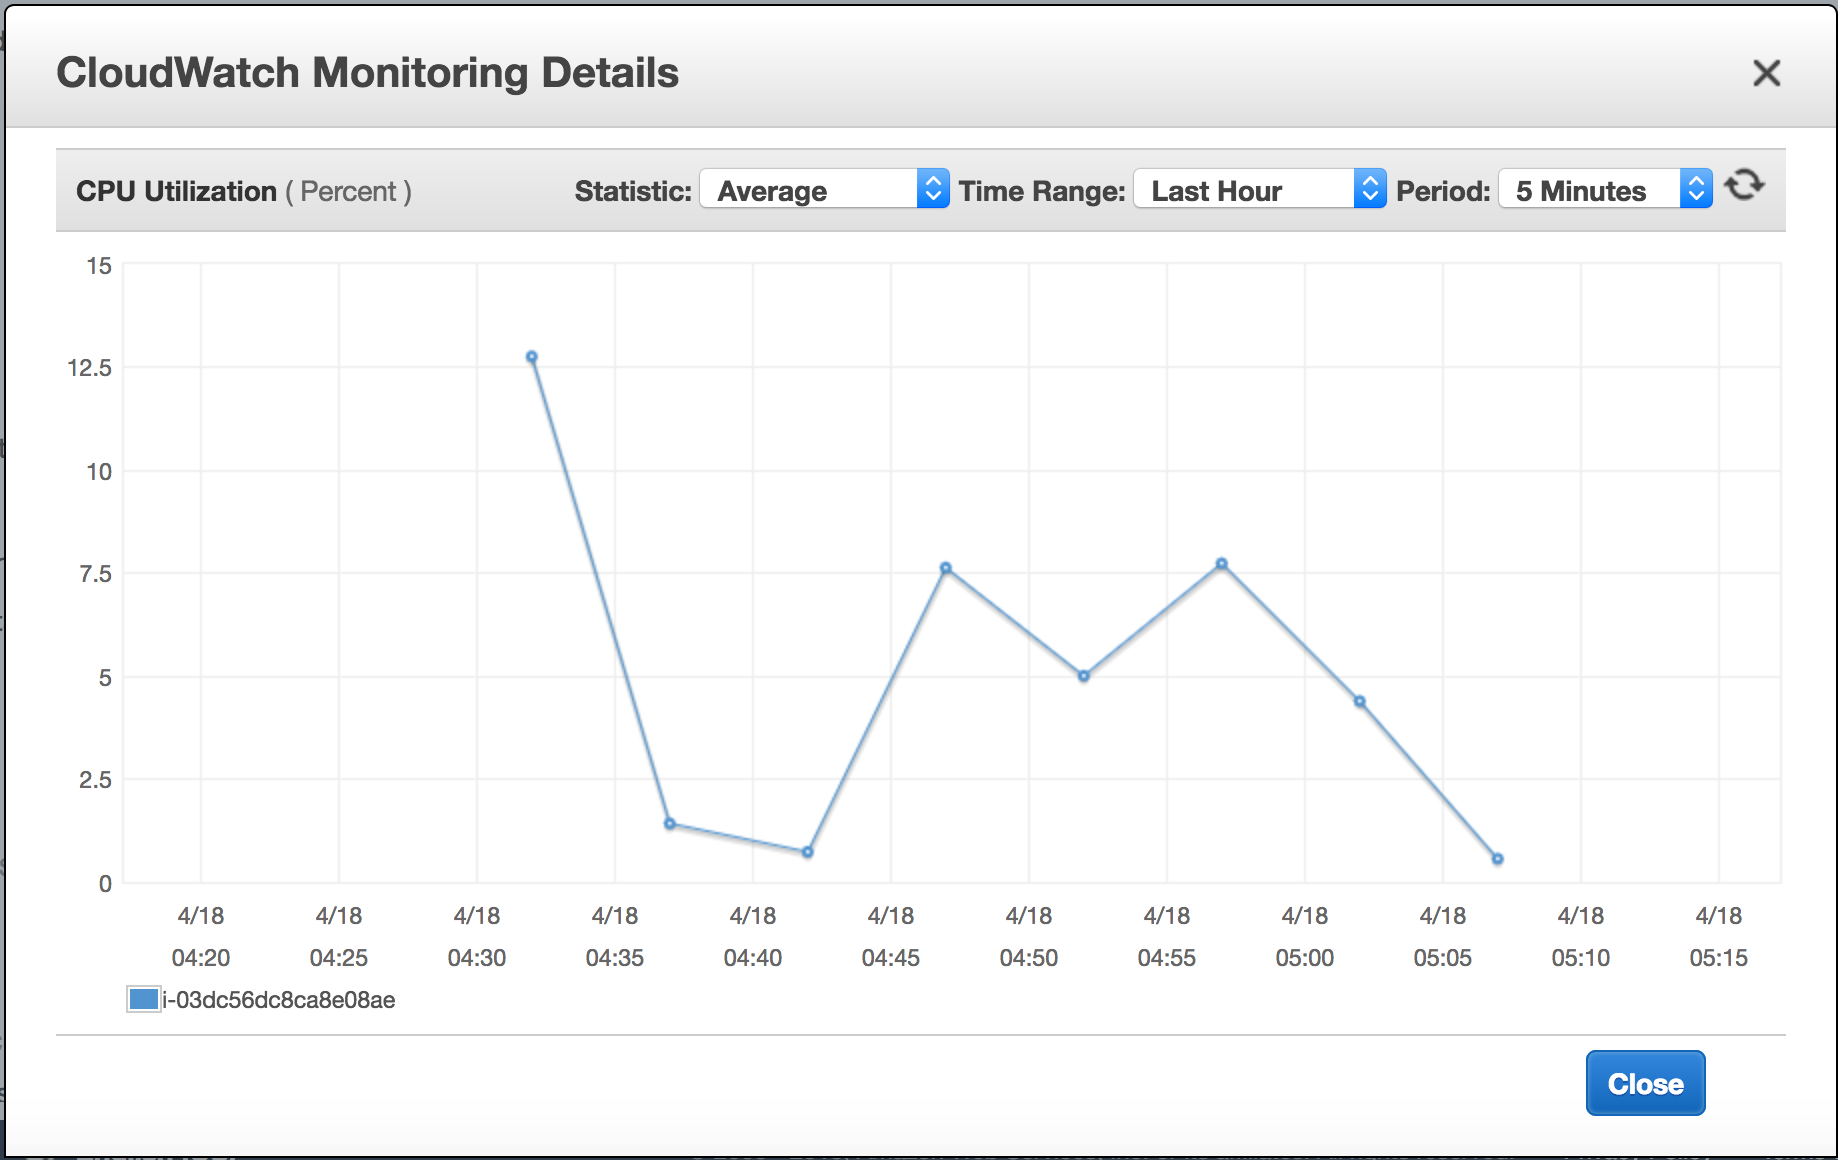 CloudWatch Monitoring Details
CPU Utilization ( Percent ) Statistic: Average Time Range: Last Hour Period: 5 Minutes
15
12.5
10
7.5
5
2.5
0
4/18 4/18 4/18 4/18 4/18 4/18 4/18 4/18 4/18 4/18 4/18 4/18
04:20 04:25 04:30 04:35 04:40 04:45 04:50 04:55 05:00 05:05 05:10 05:15
i-03dc56dc8ca8e08ae
Close